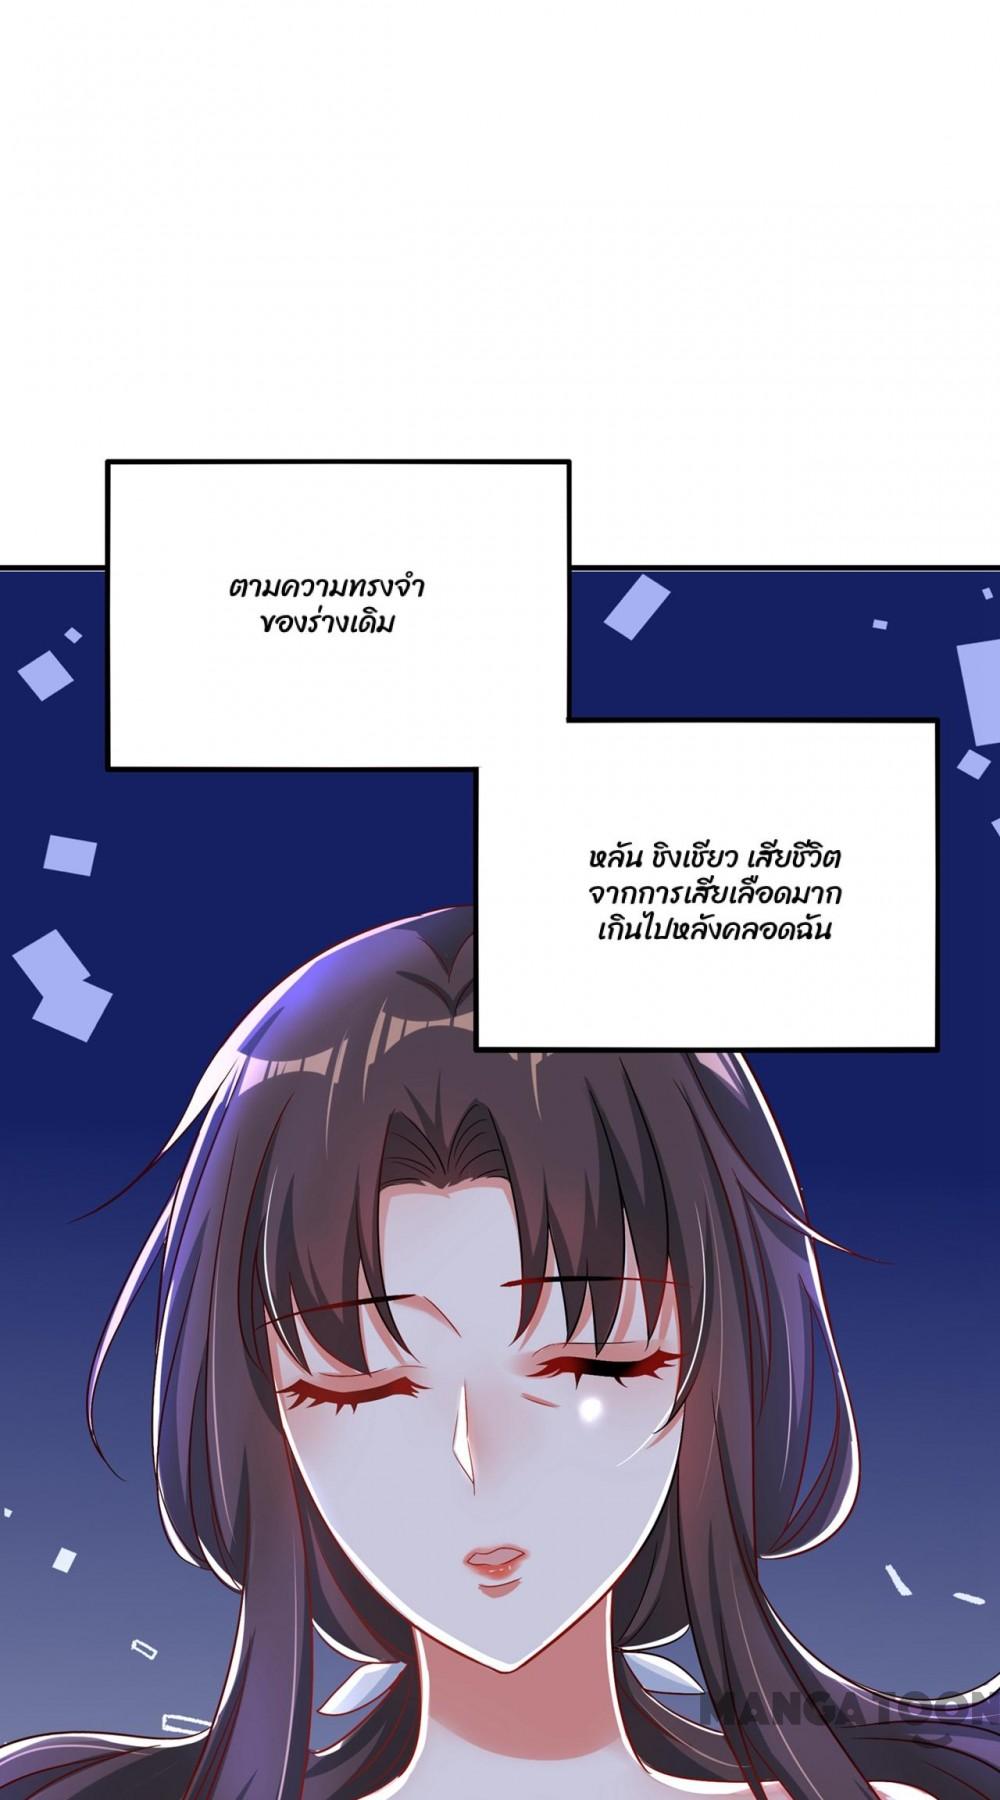 ตามความทรงจำ
ของร่างเดิม
หลัน ชิงเชียว เสียชีวิต
จากการเสียเลือดมาก
เกินไปหลังคลอดฉัน
MANGA TOON